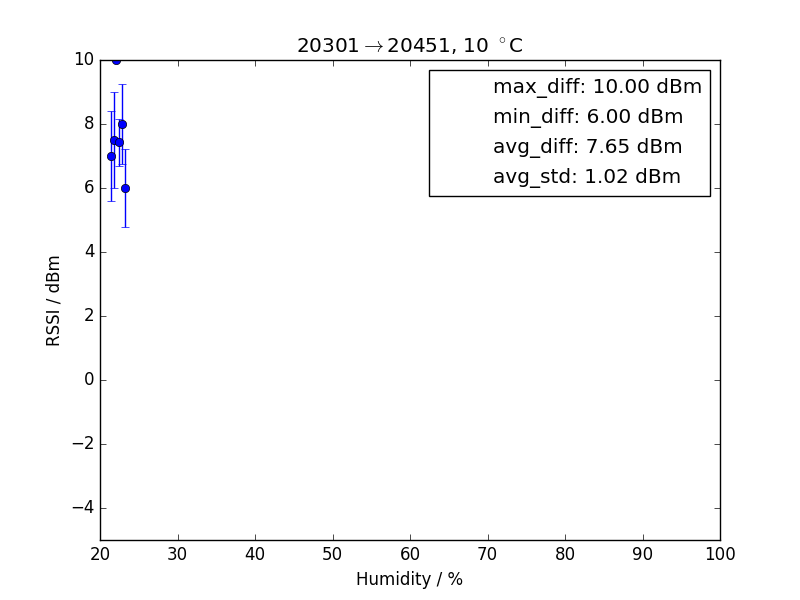 20301→20451, 10 °C
max_diff: 10.00 dBm
min_diff: 6.00 dBm
avg_diff: 7.65 dBm
avg_std: 1.02 dBm
RSSI / dBm
10
8
6
4
2
0
−2
−4
20 30 40 50 60 70 80 90 100
Humidity / %